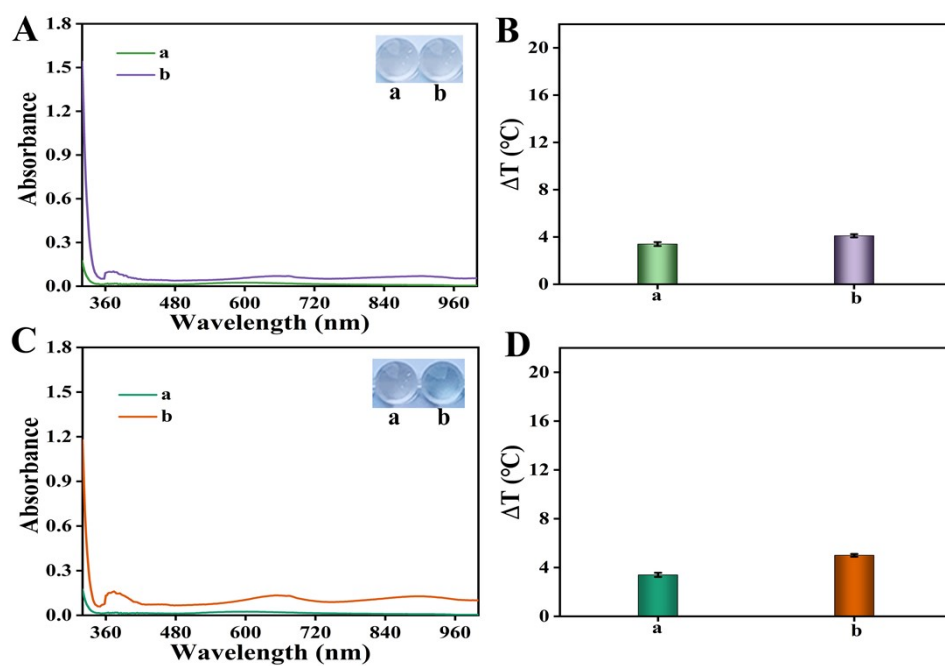 A
1.8
1.5
1.2
0.9
0.6
0.3
0.0
Absorbance
a
b
a b
360 480 600 720 840 960
Wavelength (nm)
B
20
16
12
8
4
0
ΔT (℃)
a b
C
1.8
1.5
1.2
0.9
0.6
0.3
0.0
Absorbance
a
b
a b
360 480 600 720 840 960
Wavelength (nm)
D
20
16
12
8
4
0
ΔT (℃)
a b